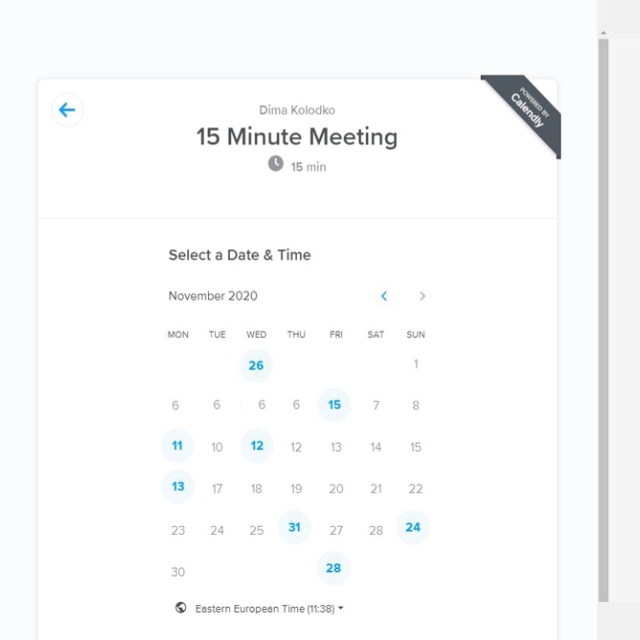 POWERED BY
Calendly
Dima Kolodko
15 Minute Meeting
15 min
Select a Date & Time
November 2020
MON TUE WED THU FRI SAT SUN
26 1
6 6 6 6 15 7 8
11 10 12 12 13 14 15
13 17 18 19 20 21 22
23 24 25 31 27 28 24
30 28
Eastern European Time (11:38)